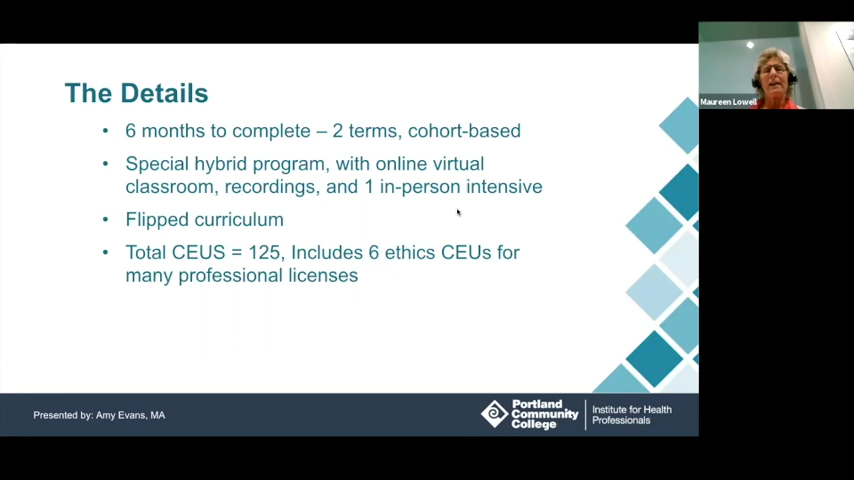 The Details
• 6 months to complete – 2 terms, cohort-based
• Special hybrid program, with online virtual
classroom, recordings, and 1 in-person intensive
• Flipped curriculum
• Total CEUS = 125, Includes 6 ethics CEUs for
many professional licenses
Presented by: Amy Evans, MA
Portland
Community
College
Institute for Health
Professionals
Maureen Lowell